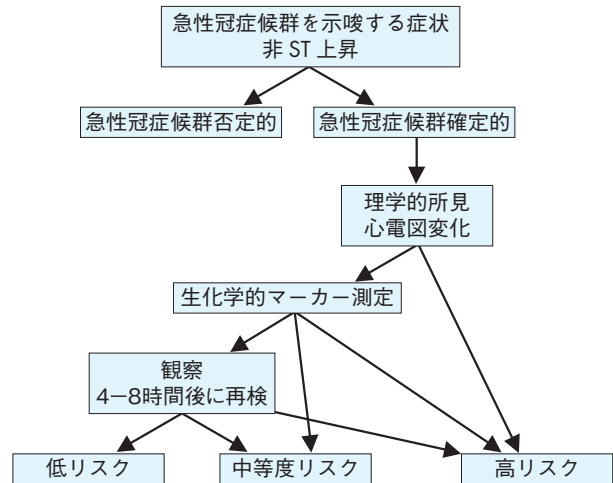 急性冠症候群を示唆する症状
非 ST 上昇
急性冠症候群否定的
急性冠症候群確定的
理学的所見
心電図変化
生化学的マーカー測定
観察
4−8時間後に再検
低リスク
中等度リスク
高リスク